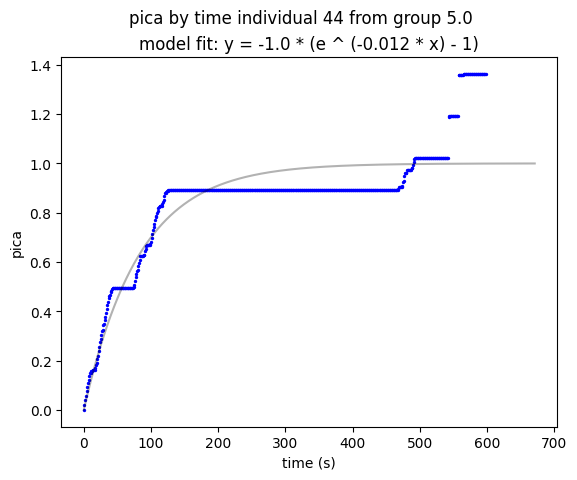 pica by time individual 44 from group 5.0
model fit: y = -1.0 * (e ^ (-0.012 * x) - 1)
1.4
1.2
1.0
0.8
0.6
0.4
0.2
0.0
pica
0 100 200 300 400 500 600 700
time (s)